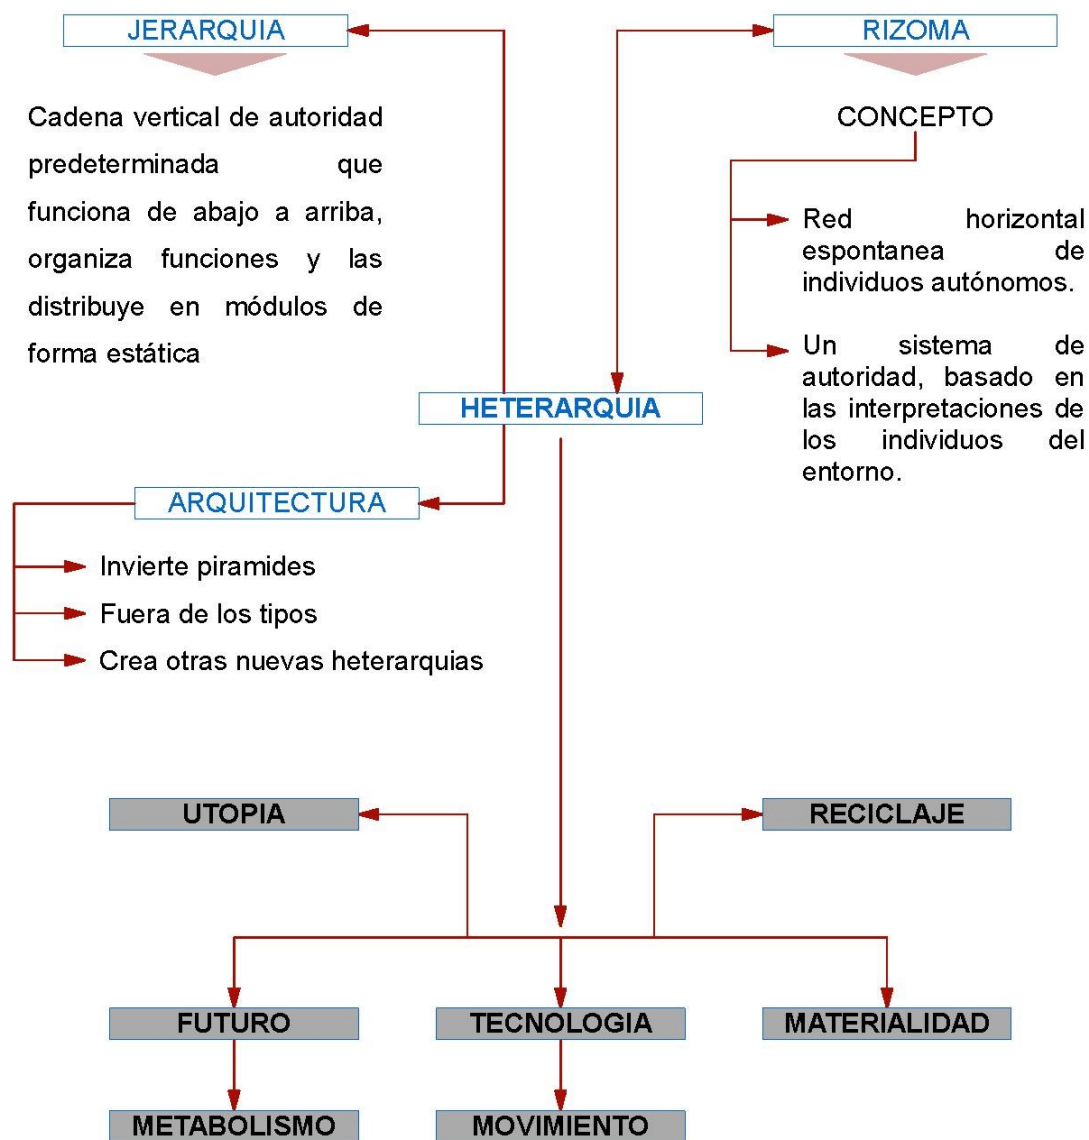 JERARQUIA
Cadena vertical de autoridad
predeterminada que
funciona de abajo a arriba,
organiza funciones y las
distribuye en módulos de
forma estática
RIZOMA
CONCEPTO
Red horizontal
espontanea de
individuos autónomos.
Un sistema de
autoridad, basado en
las interpretaciones de
los individuos del
entorno.
HETERARQUIA
ARQUITECTURA
Invierte piramides
Fuera de los tipos
Crea otras nuevas heterarquias
UTOPIA
RECICLAJE
FUTURO
TECNOLOGIA
MATERIALIDAD
METABOLISMO
MOVIMIENTO